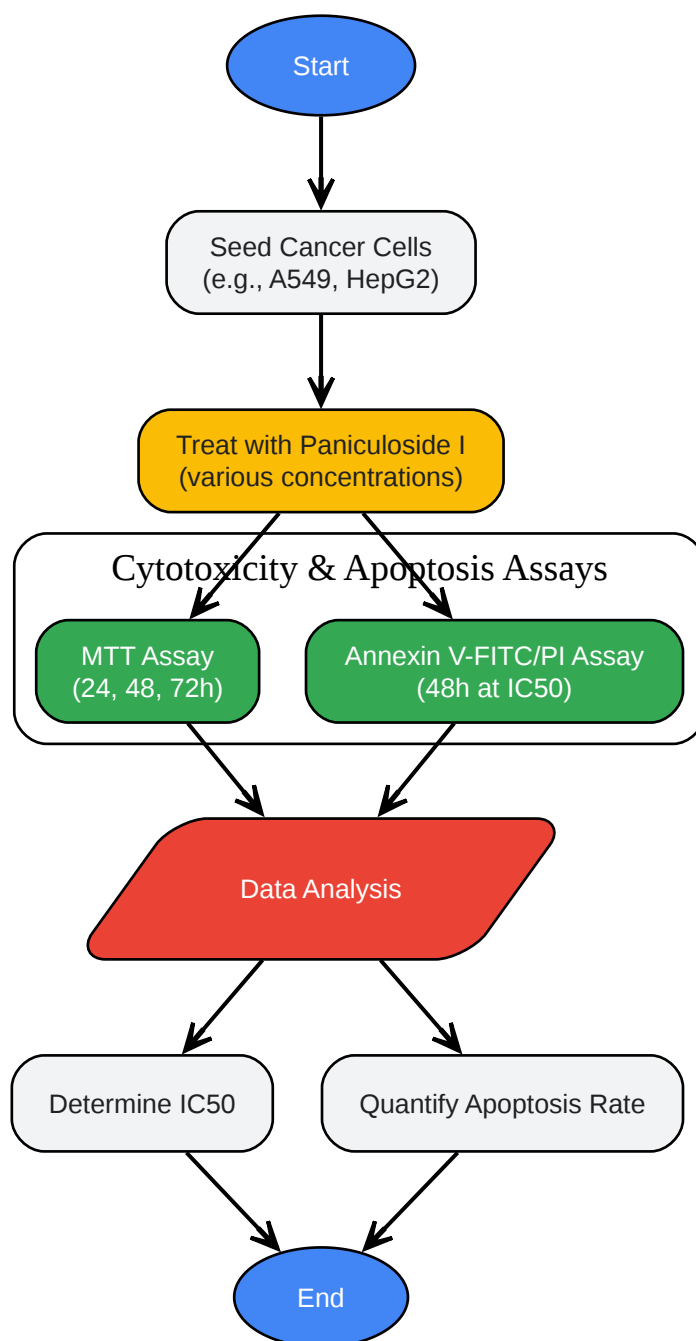 Start
Seed Cancer Cells
(e.g., A549, HepG2)
Treat with Paniculoside I
(various concentrations)
Cytotoxicity & Apoptosis Assays
MTT Assay
(24, 48, 72h)
Annexin V-FITC/PI Assay
(48h at IC50)
Data Analysis
Determine IC50
Quantify Apoptosis Rate
End